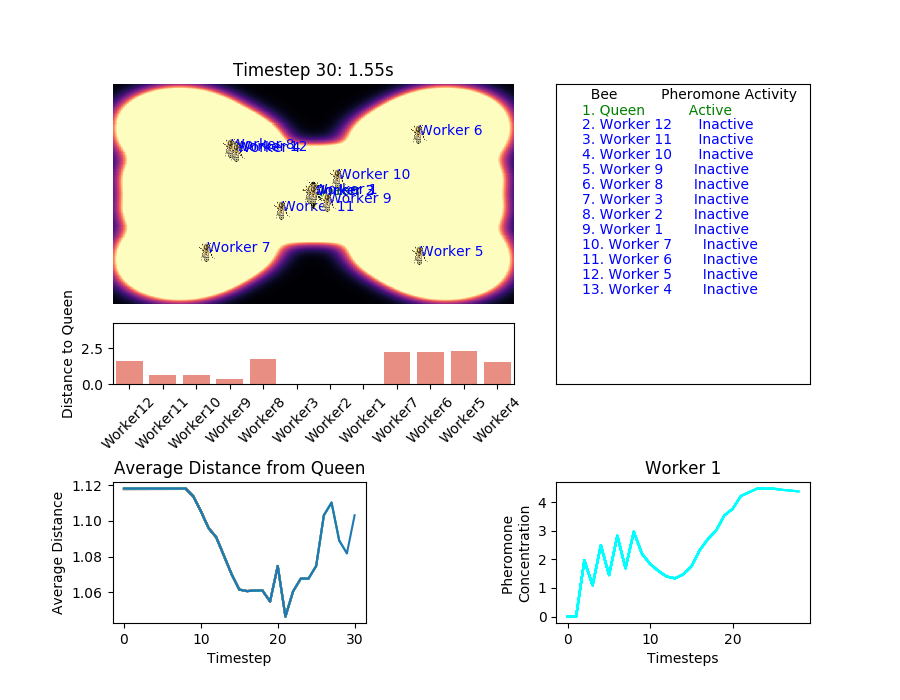 Timestep 30: 1.55s
Worker 6
Worker 12
Worker 10
Worker 1
Worker 9
Worker 11
Worker 7
Worker 5
Bee Pheromone Activity
1. Queen Active
2. Worker 12 Inactive
3. Worker 11 Inactive
4. Worker 10 Inactive
5. Worker 9 Inactive
6. Worker 8 Inactive
7. Worker 3 Inactive
8. Worker 2 Inactive
9. Worker 1 Inactive
10. Worker 7 Inactive
11. Worker 6 Inactive
12. Worker 5 Inactive
13. Worker 4 Inactive
Distance to Queen
2.5
0.0
Worker12
Worker11
Worker10
Worker9
Worker8
Worker3
Worker2
Worker1
Worker7
Worker6
Worker5
Worker4
Average Distance from Queen
Average Distance
1.12
1.10
1.08
1.06
0 10 20 30
Timestep
Worker 1
Pheromone
Concentration
4
3
2
1
0
0 10 20
Timesteps